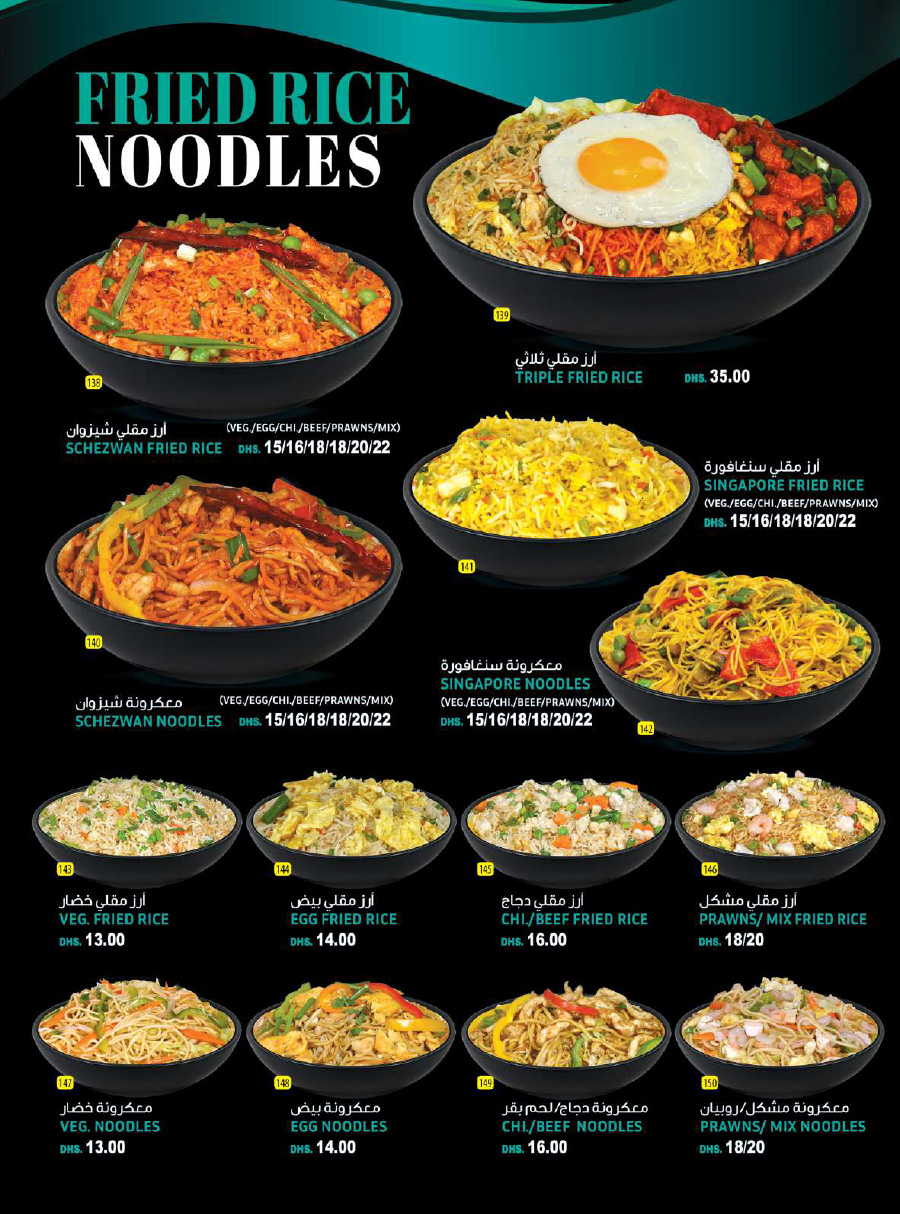 FRIED RICE
NOODLES
139
أرز مقلي ثلاثي
TRIPLE FRIED RICE DHS. 35.00
138
أرز مقلي شيزوان (VEG./EGG/CHI./BEEF/PRAWNS/MIX)
SCHEZWAN FRIED RICE DHS. 15/16/18/18/20/22
141
أرز مقلي سنغافورة
SINGAPORE FRIED RICE
(VEG./EGG/CHI./BEEF/PRAWNS/MIX)
DHS. 15/16/18/18/20/22
140
معكرونة شيزوان (VEG./EGG/CHI./BEEF/PRAWNS/MIX)
SCHEZWAN NOODLES DHS. 15/16/18/18/20/22
معكرونة سنغافورة
SINGAPORE NOODLES
(VEG./EGG/CHI./BEEF/PRAWNS/MIX)
DHS. 15/16/18/18/20/22
142
143
أرز مقلي خضار
VEG. FRIED RICE
DHS. 13.00
144
أرز مقلي بيض
EGG FRIED RICE
DHS. 14.00
145
أرز مقلي دجاج
CHI./BEEF FRIED RICE
DHS. 16.00
146
أرز مقلي مشكل
PRAWNS/ MIX FRIED RICE
DHS. 18/20
147
معكرونة خضار
VEG. NOODLES
DHS. 13.00
148
معكرونة بيض
EGG NOODLES
DHS. 14.00
149
معكرونة دجاج/لحم بقر
CHI./BEEF NOODLES
DHS. 16.00
150
معكرونة مشكل/روبيان
PRAWNS/ MIX NOODLES
DHS. 18/20